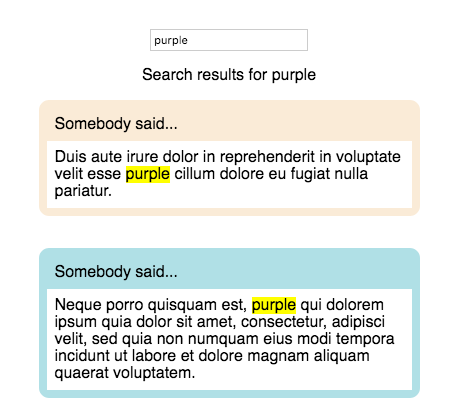 purple
Search results for purple
Somebody said...
Duis aute irure dolor in reprehenderit in voluptate
velit esse purple cillum dolore eu fugiat nulla
pariatur.
Somebody said...
Neque porro quisquam est, purple qui dolorem
ipsum quia dolor sit amet, consectetur, adipisci
velit, sed quia non numquam eius modi tempora
incidunt ut labore et dolore magnam aliquam
quaerat voluptatem.